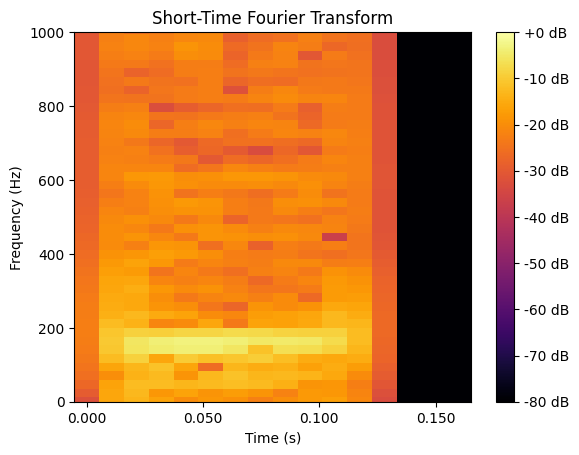 Short-Time Fourier Transform
Frequency (Hz)
1000
800
600
400
200
0
0.000
0.050
0.100
0.150
Time (s)
+0 dB
-10 dB
-20 dB
-30 dB
-40 dB
-50 dB
-60 dB
-70 dB
-80 dB